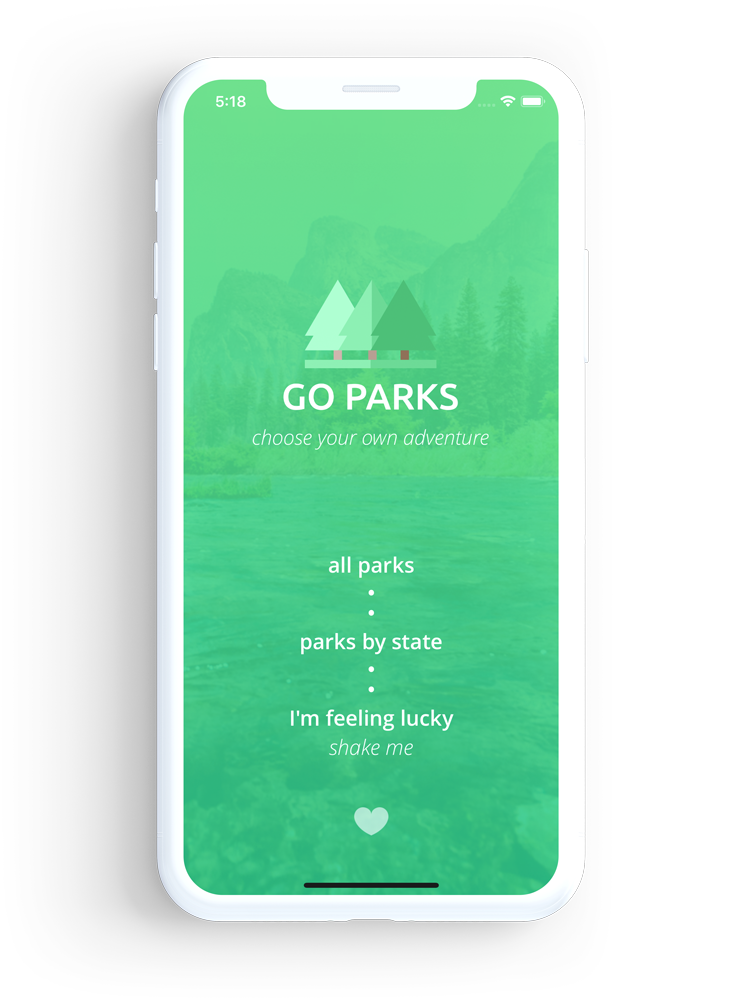 5:18
GO PARKS
choose your own adventure
all parks
parks by state
I'm feeling lucky
shake me